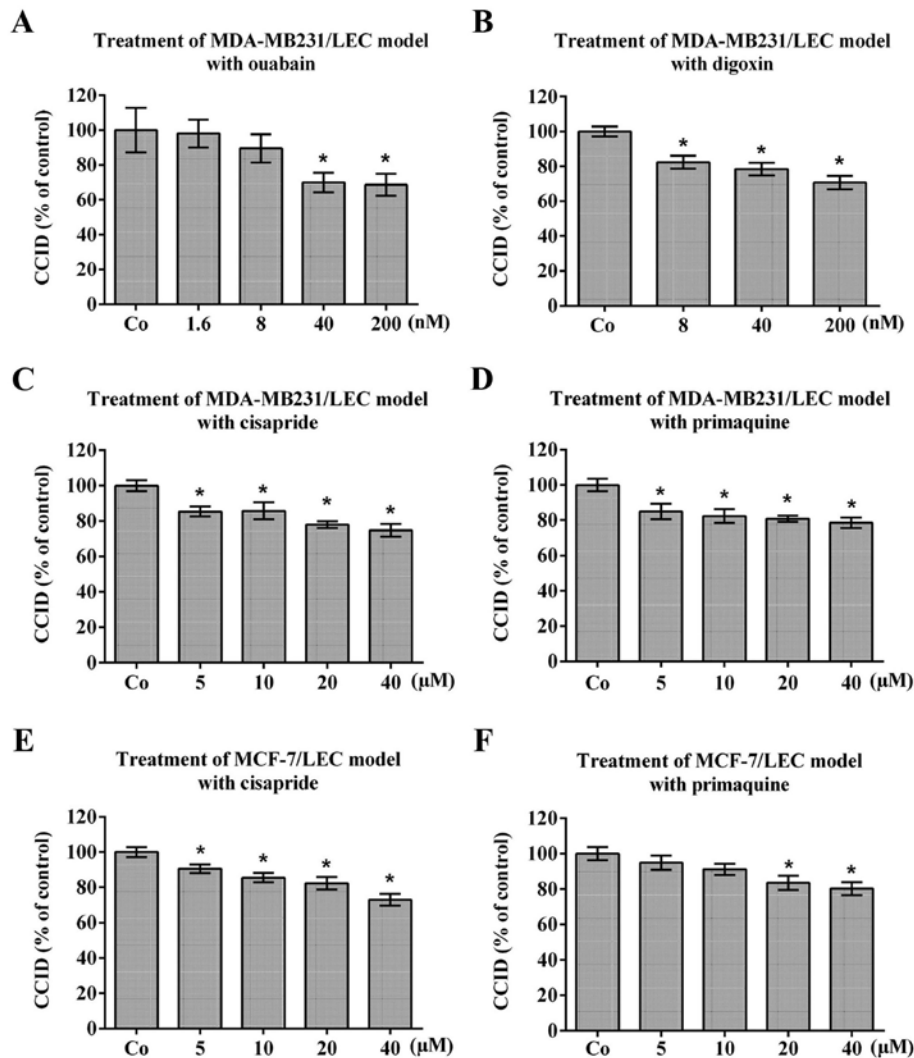 A
Treatment of MDA-MB231/LEC model
with ouabain
CCID (% of control)
120
100
80
60
40
20
0
* *
Co 1.6 8 40 200 (nM)
B
Treatment of MDA-MB231/LEC model
with digoxin
CCID (% of control)
120
100
80
60
40
20
0
* * *
Co 8 40 200 (nM)
C
Treatment of MDA-MB231/LEC model
with cisapride
CCID (% of control)
120
100
80
60
40
20
0
* * * *
Co 5 10 20 40 (μM)
D
Treatment of MDA-MB231/LEC model
with primaquine
CCID (% of control)
120
100
80
60
40
20
0
* * * *
Co 5 10 20 40 (μM)
E
Treatment of MCF-7/LEC model
with cisapride
CCID (% of control)
120
100
80
60
40
20
0
* * * *
Co 5 10 20 40 (μM)
F
Treatment of MCF-7/LEC model
with primaquine
CCID (% of control)
120
100
80
60
40
20
0
* *
Co 5 10 20 40 (μM)